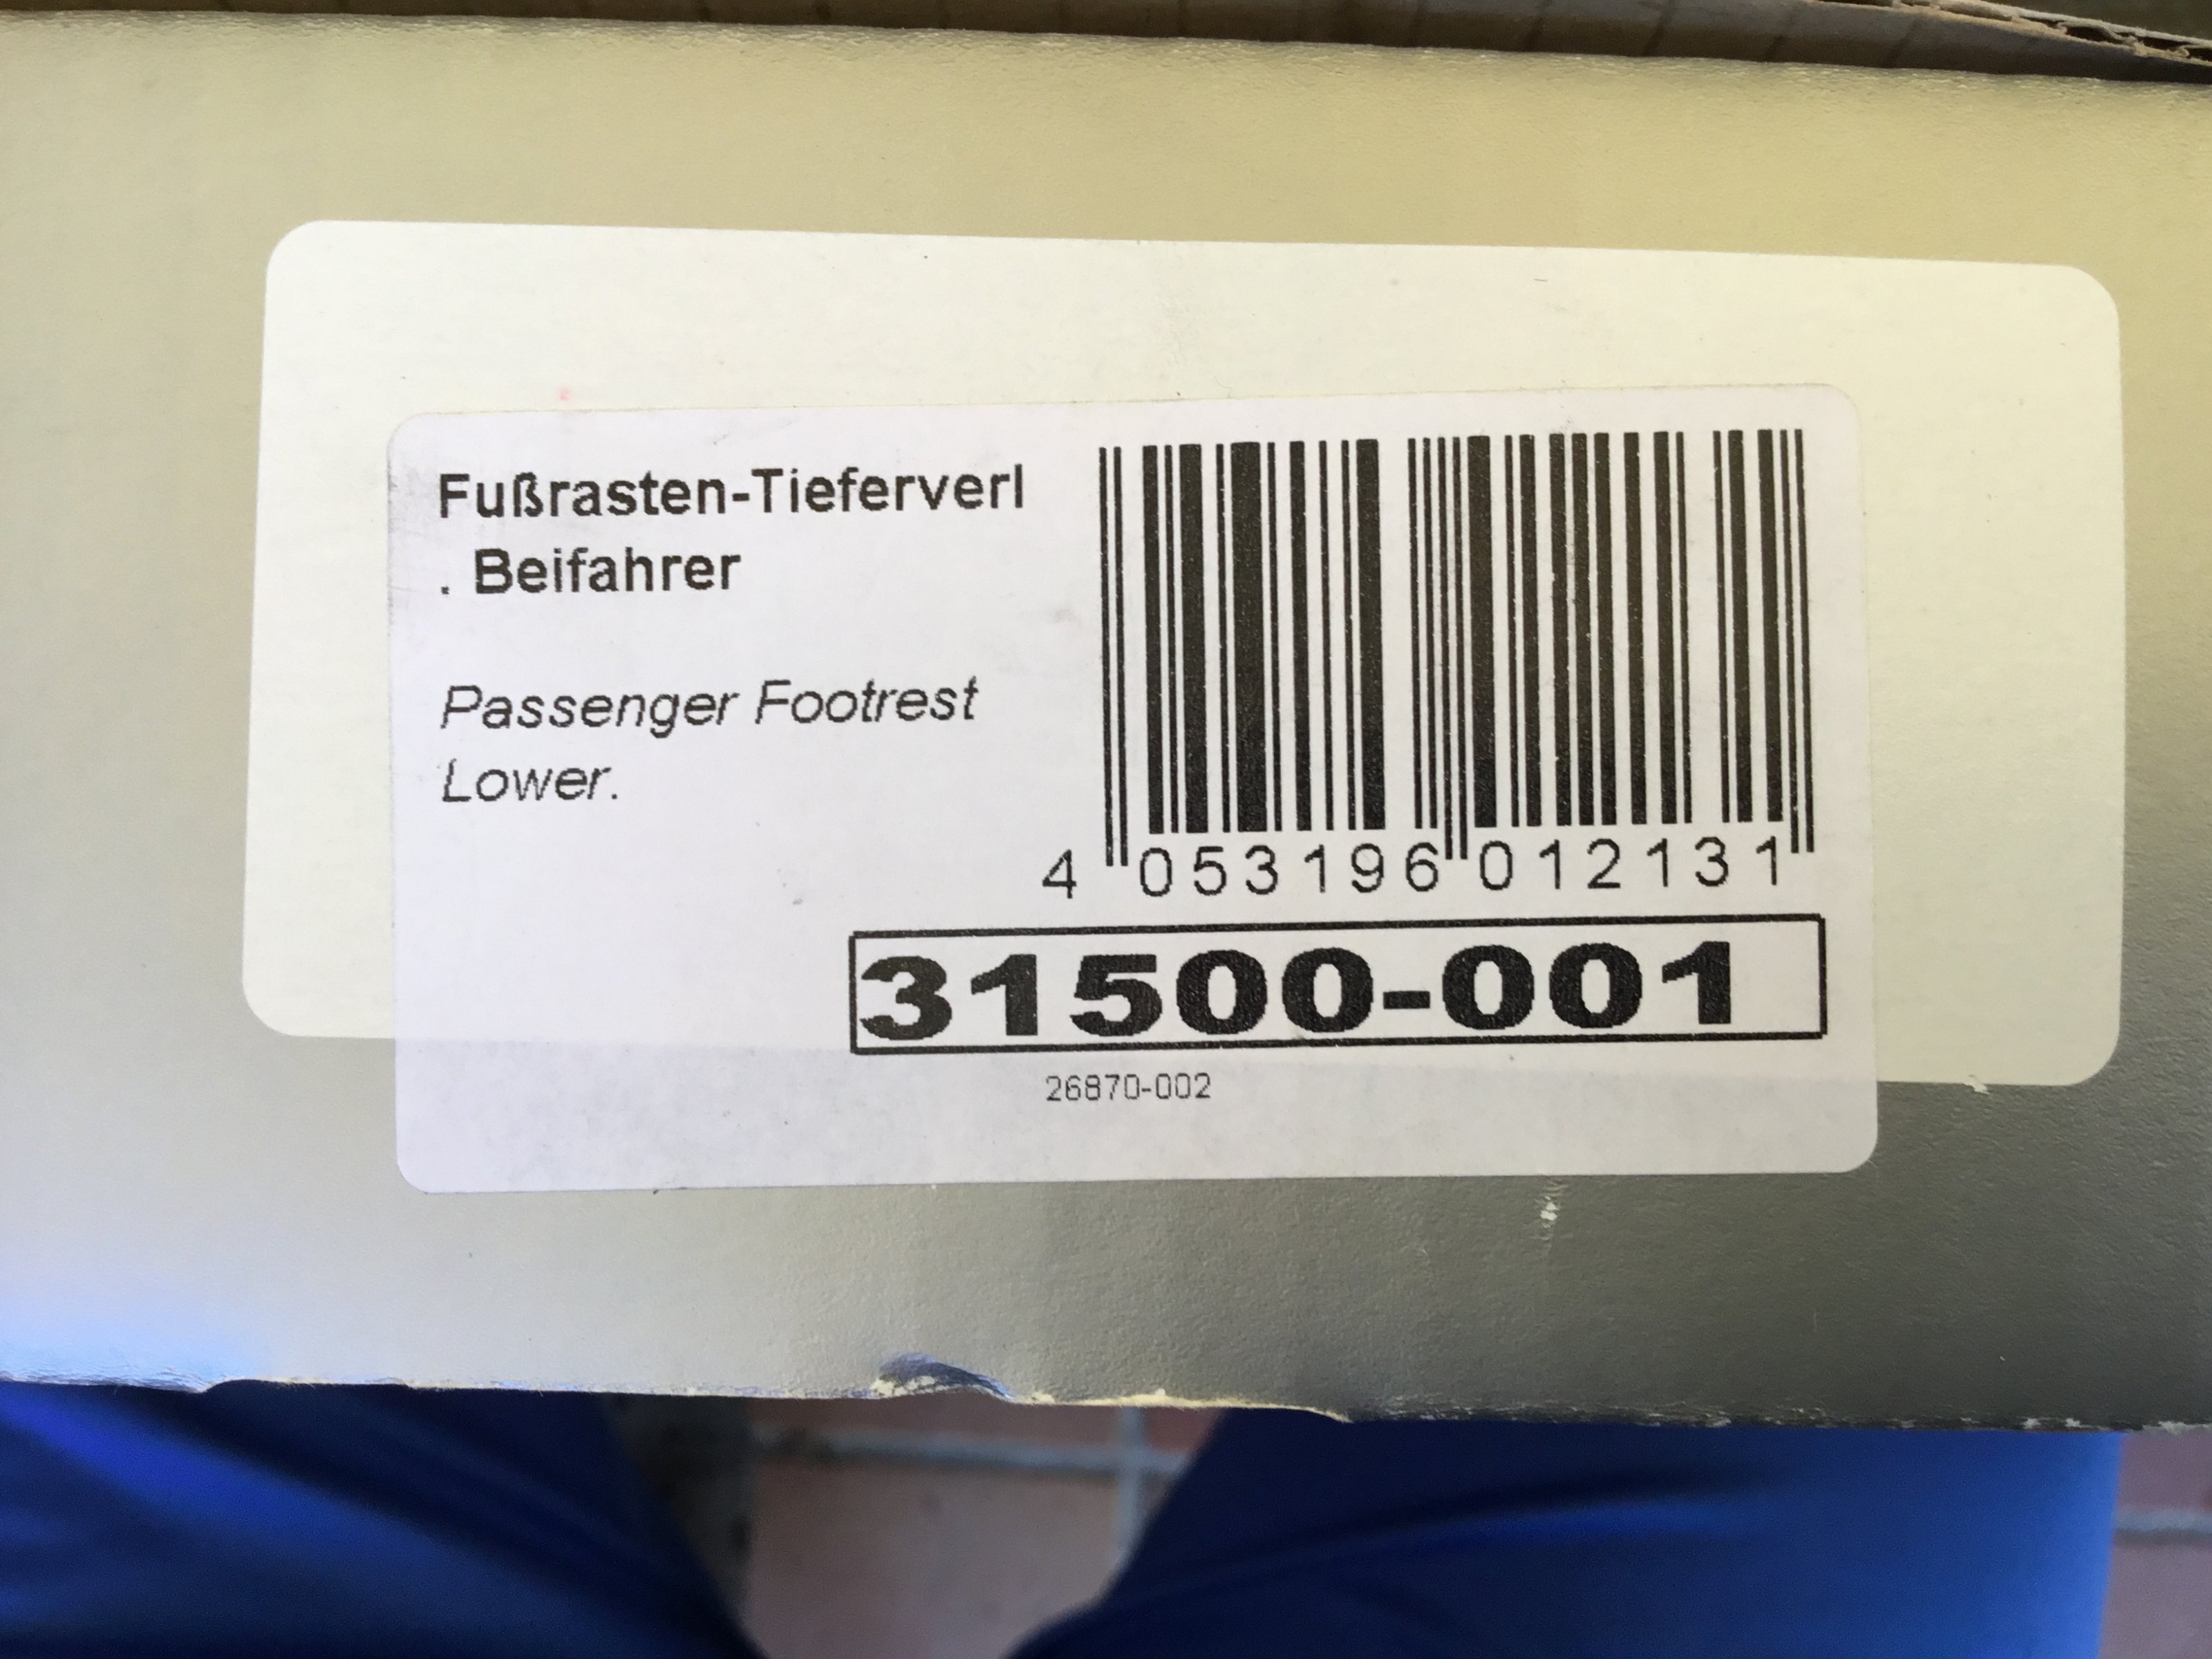 Fußrasten-Tieferverl
. Beifahrer
Passenger Footrest
Lower.
4 053196 012131
31500-001
26870-002